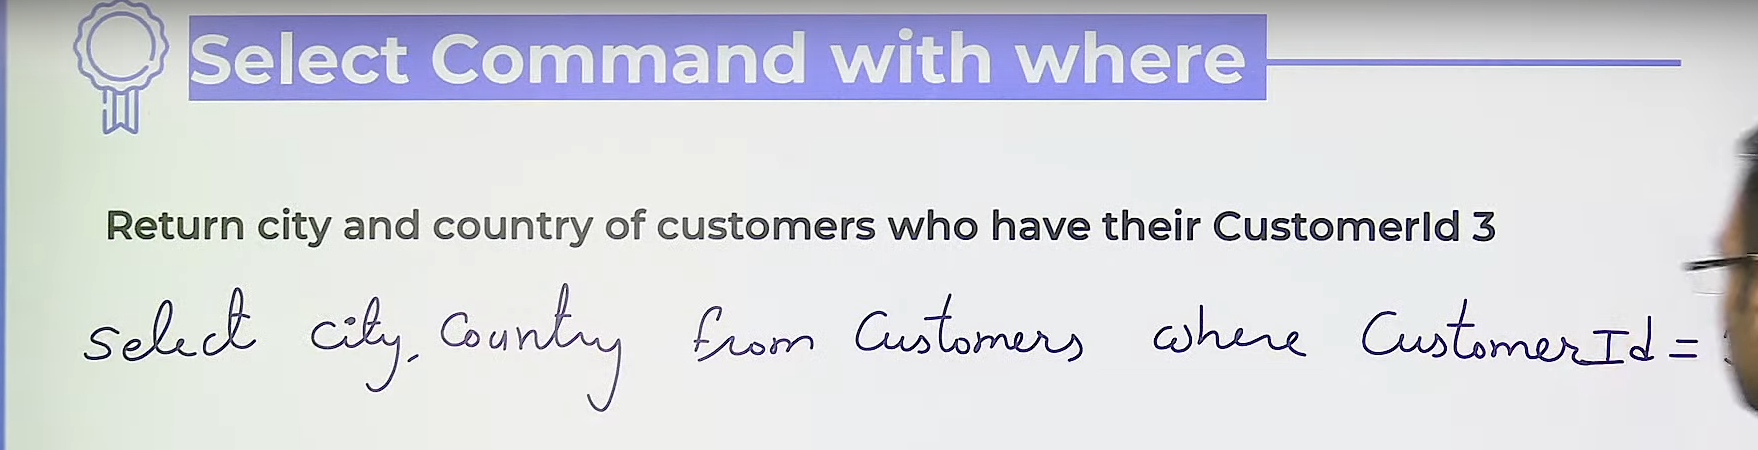 Select Command with where
Return city and country of customers who have their CustomerId 3
select city, Country from Customers where CustomerId =